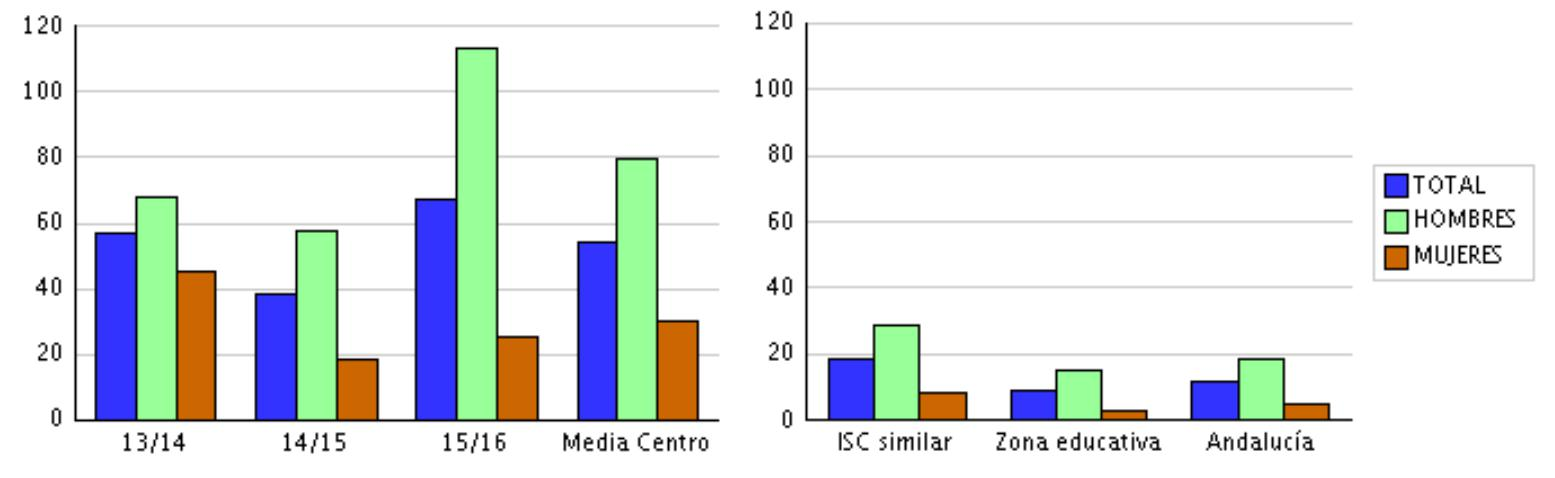 120
100
80
60
40
20
0
13/14 14/15 15/16 Media Centro
120
100
80
60
40
20
0
ISC similar Zona educativa Andalucía
TOTAL
HOMBRES
MUJERES